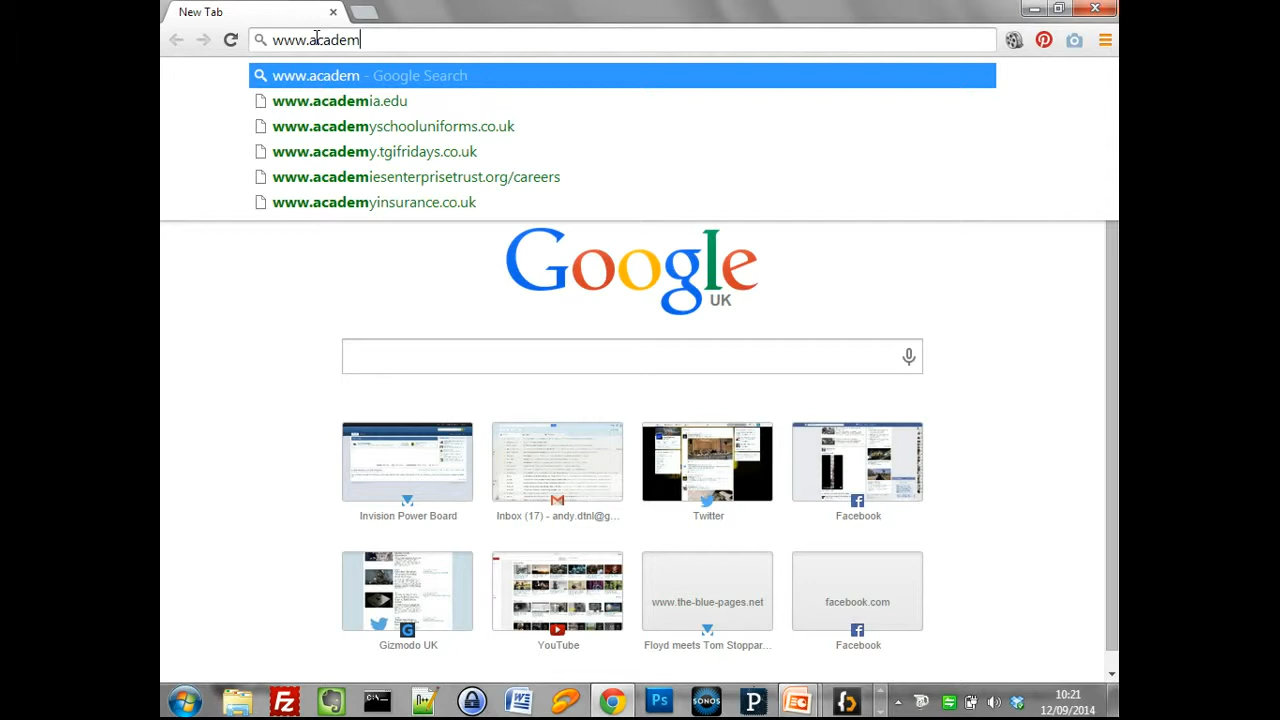 New Tab
www.academ
www.academ - Google Search
www.academia.edu
www.academyschooluniforms.co.uk
www.academy.tgifridays.co.uk
www.academiesenterprisetrust.org/careers
www.academyinsurance.co.uk
Google
UK
Invision Power Board
Inbox (17) - andy.dtnl@g...
Twitter
Facebook
www.the-blue-pages.net
facebook.com
Gizmodo UK
YouTube
Floyd meets Tom Stoppar...
Facebook
10:21
12/09/2014